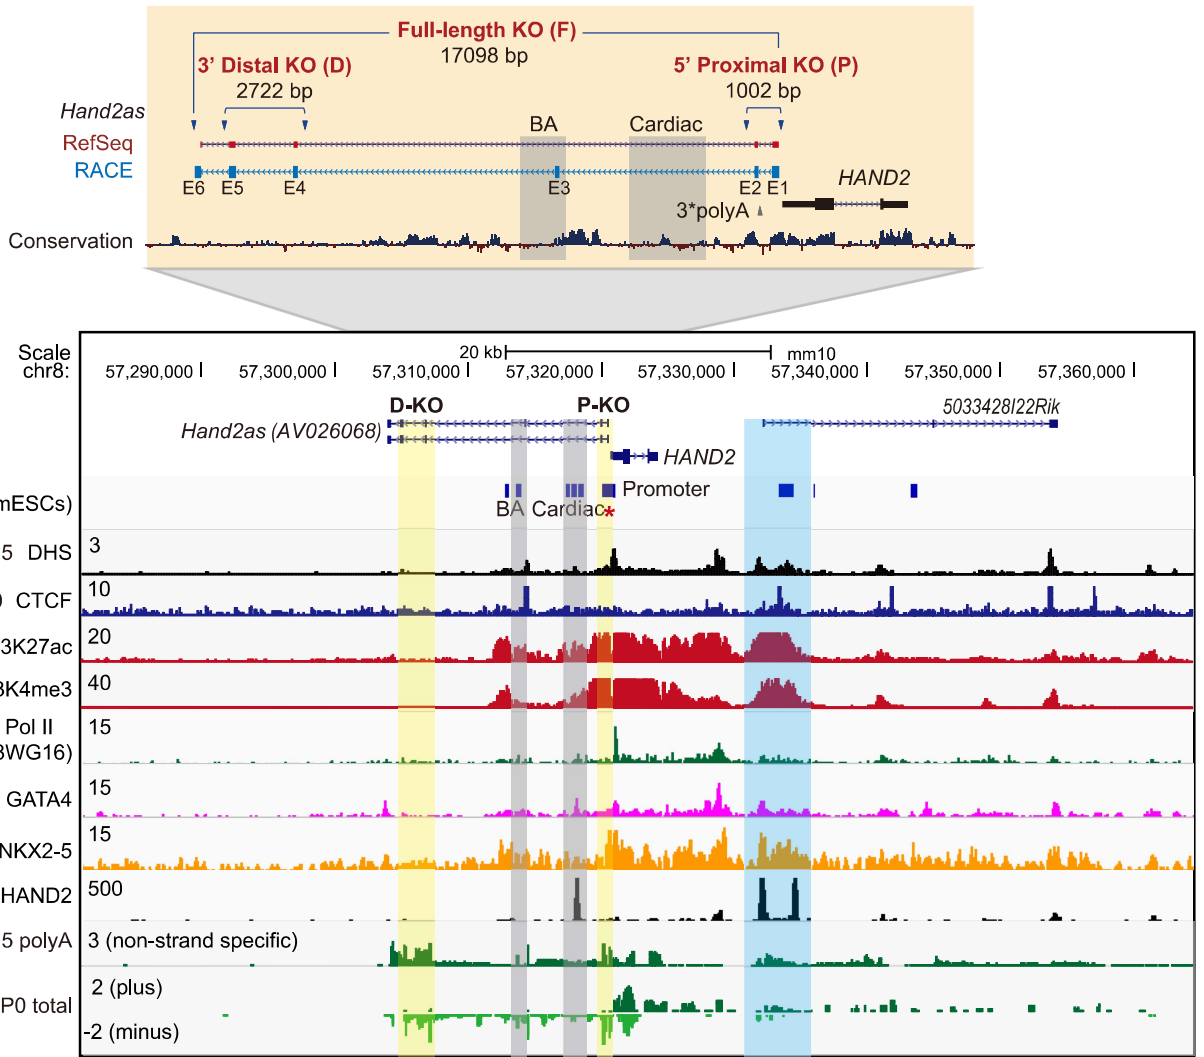 Full-length KO (F)
17098 bp
3' Distal KO (D)
5' Proximal KO (P)
2722 bp
1002 bp
Hand2as
BA
Cardiac
RefSeq
RACE
E6 E5 E4 E3 E2 E1
HAND2
3*polyA
Conservation
Scale
20 kb
mm10
chr8:
57,290,000
57,300,000
57,310,000
57,320,000
57,330,000
57,340,000
57,350,000
57,360,000
D-KO
P-KO
5033428I22Rik
Hand2as (AV026068)
HAND2
mESCs)
Promoter
BA Cardiac*
5 DHS
3
) CTCF
10
3K27ac
20
3K4me3
40
Pol II
15
8WG16)
GATA4
15
NKX2-5
15
HAND2
500
5 polyA
3 (non-strand specific)
P0 total
2 (plus)
-2 (minus)